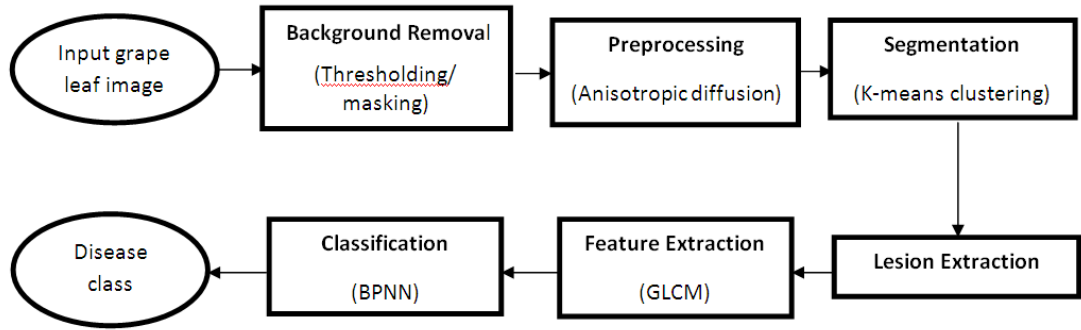 Input grape
leaf image
Background Removal
(Thresholding/
masking)
Preprocessing
(Anisotropic diffusion)
Segmentation
(K-means clustering)
Lesion Extraction
Feature Extraction
(GLCM)
Classification
(BPNN)
Disease
class